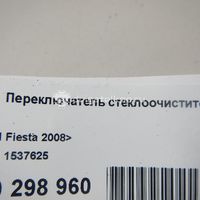 Переключатель стеклоочистит
Fiesta 2008>
1537625
298 960